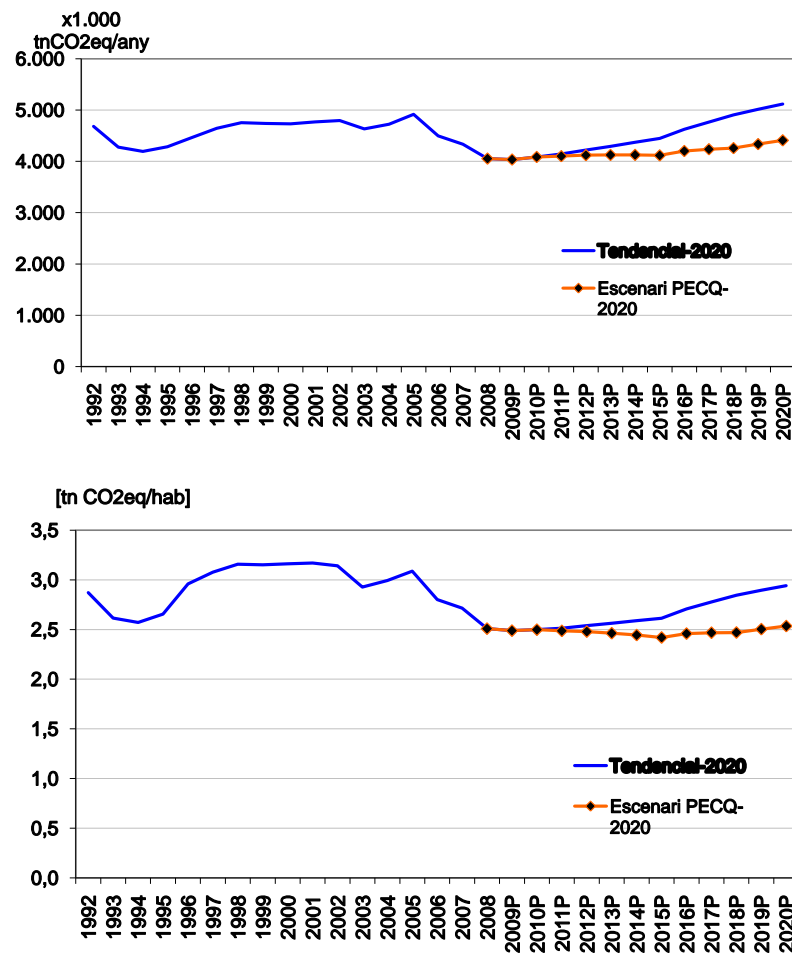 x1.000
tnCO2eq/any
6.000
5.000
4.000
3.000
2.000
1.000
0
Tendencial-2020
Escenari PECQ-
2020
1992 1993 1994 1995 1996 1997 1998 1999 2000 2001 2002 2003 2004 2005 2006 2007 2008 2009P 2010P 2011P 2012P 2013P 2014P 2015P 2016P 2017P 2018P 2019P 2020P
[tn CO2eq/hab]
3,5
3,0
2,5
2,0
1,5
1,0
0,5
0,0
Tendencial-2020
Escenari PECQ-
2020
1992 1993 1994 1995 1996 1997 1998 1999 2000 2001 2002 2003 2004 2005 2006 2007 2008 2009P 2010P 2011P 2012P 2013P 2014P 2015P 2016P 2017P 2018P 2019P 2020P